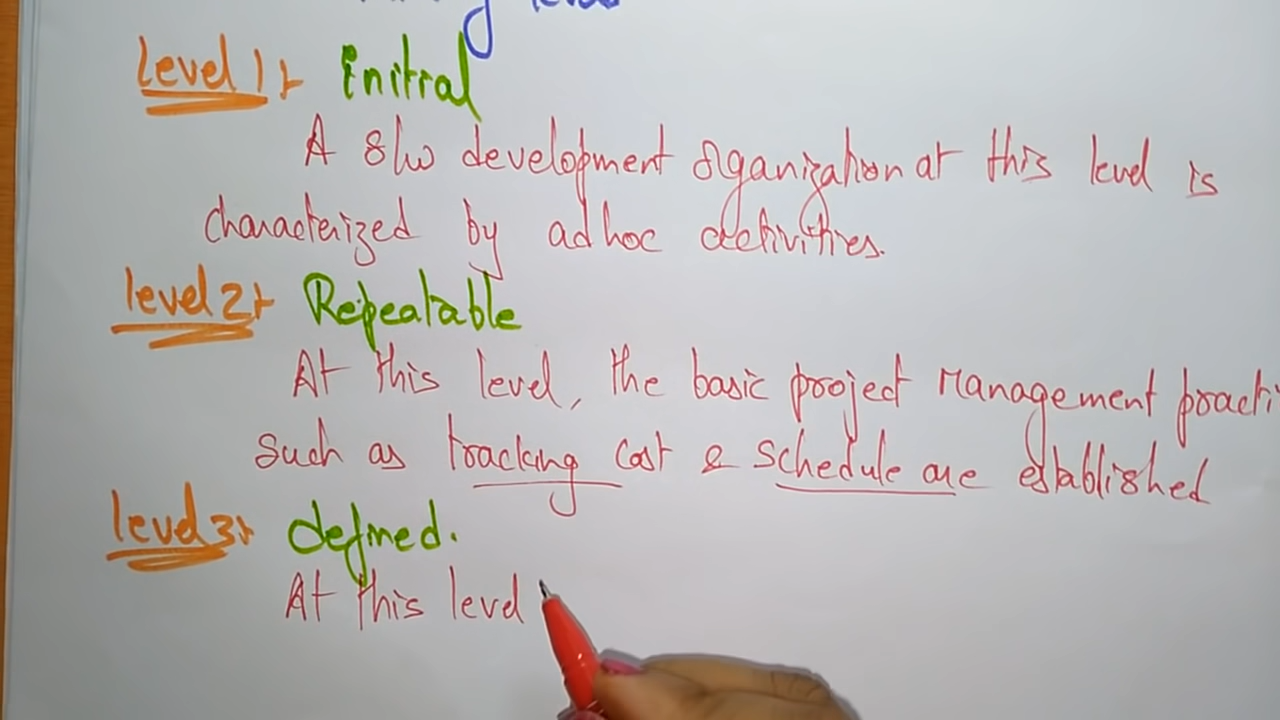 level 1:- Initial
A s/w development organization at this level is
characterized by adhoc activities.
level 2:- Repeatable
At this level, the basic project management practi
such as tracking cost & schedule are established
level 3:- defined.
At this level